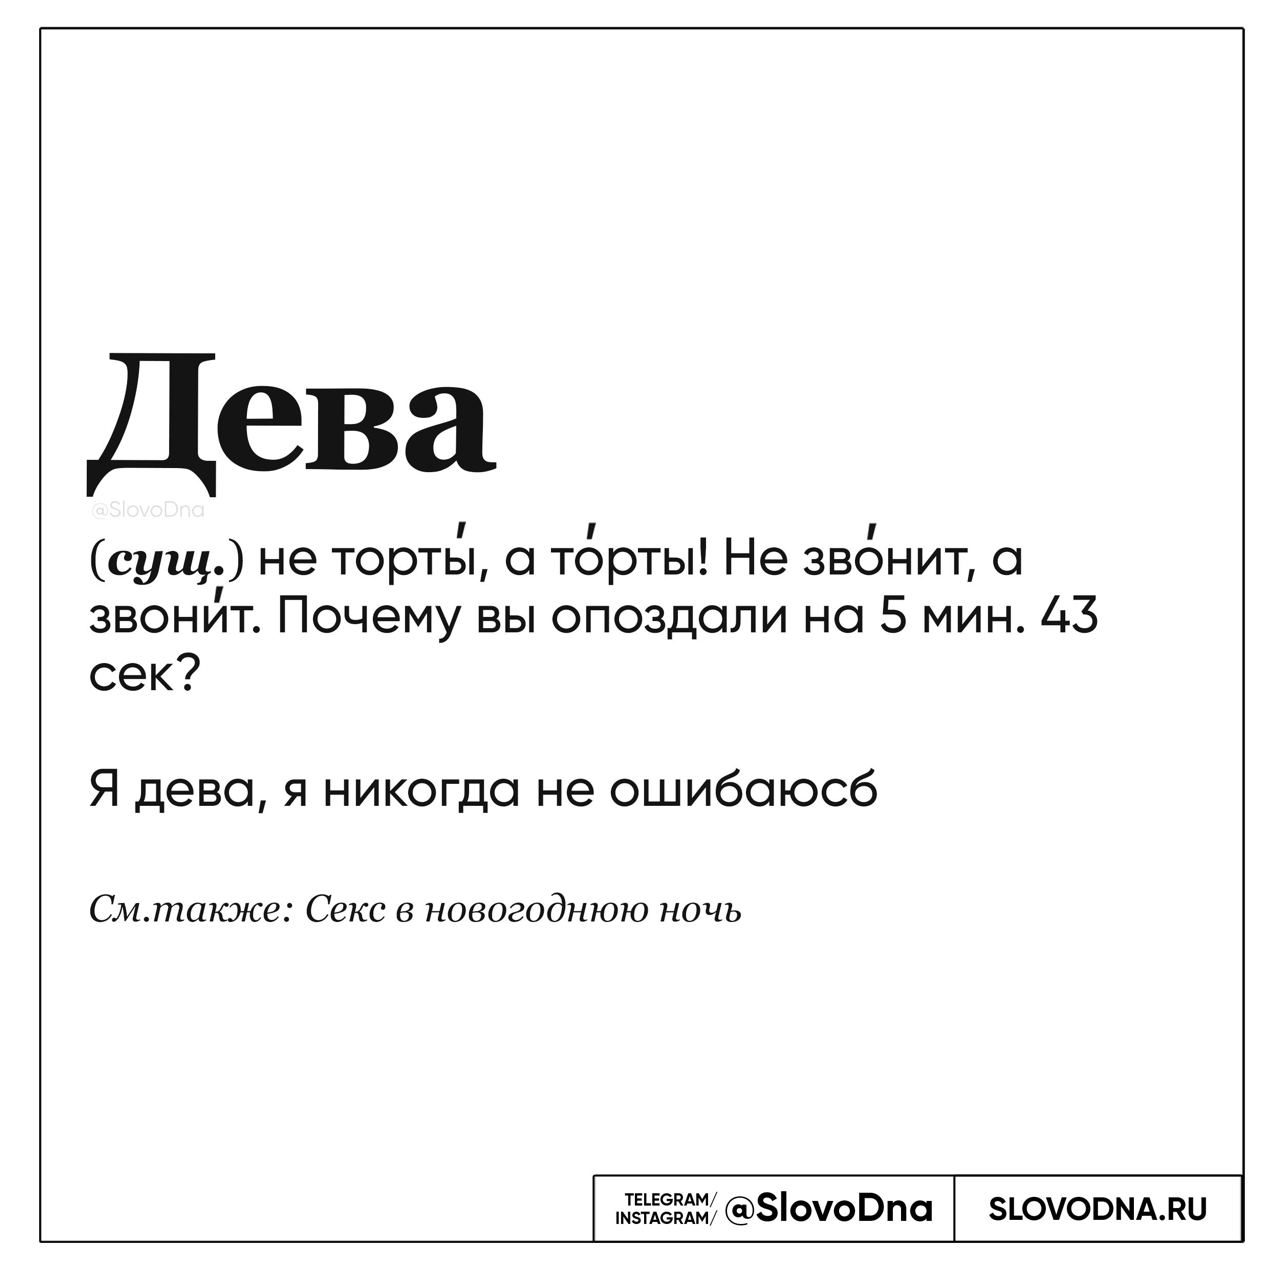 Дева
@SlovoDna
(сущ.) не торты́, а то́рты! Не зво́нит, а
звони́т. Почему вы опоздали на 5 мин. 43
сек?
Я дева, я никогда не ошибаюсб
См.также: Секс в новогоднюю ночь
TELEGRAM/
INSTAGRAM/
@SlovoDna
SLOVODNA.RU